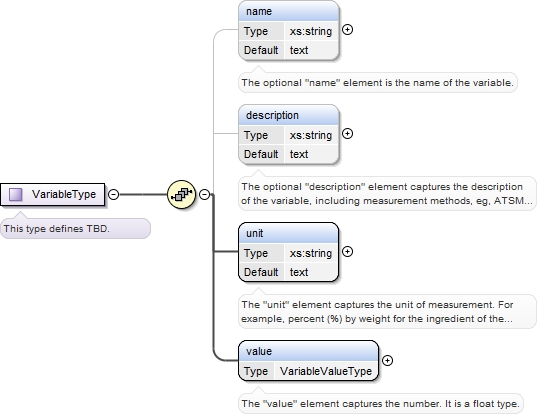 name
Type xs:string
Default text
The optional "name" element is the name of the variable.
description
Type xs:string
Default text
The optional "description" element captures the description
of the variable, including measurement methods, eg, ATSM...
VariableType
This type defines TBD.
unit
Type xs:string
Default text
The "unit" element captures the unit of measurement. For
example, percent (%) by weight for the ingredient of the...
value
Type VariableValueType
The "value" element captures the number. It is a float type.